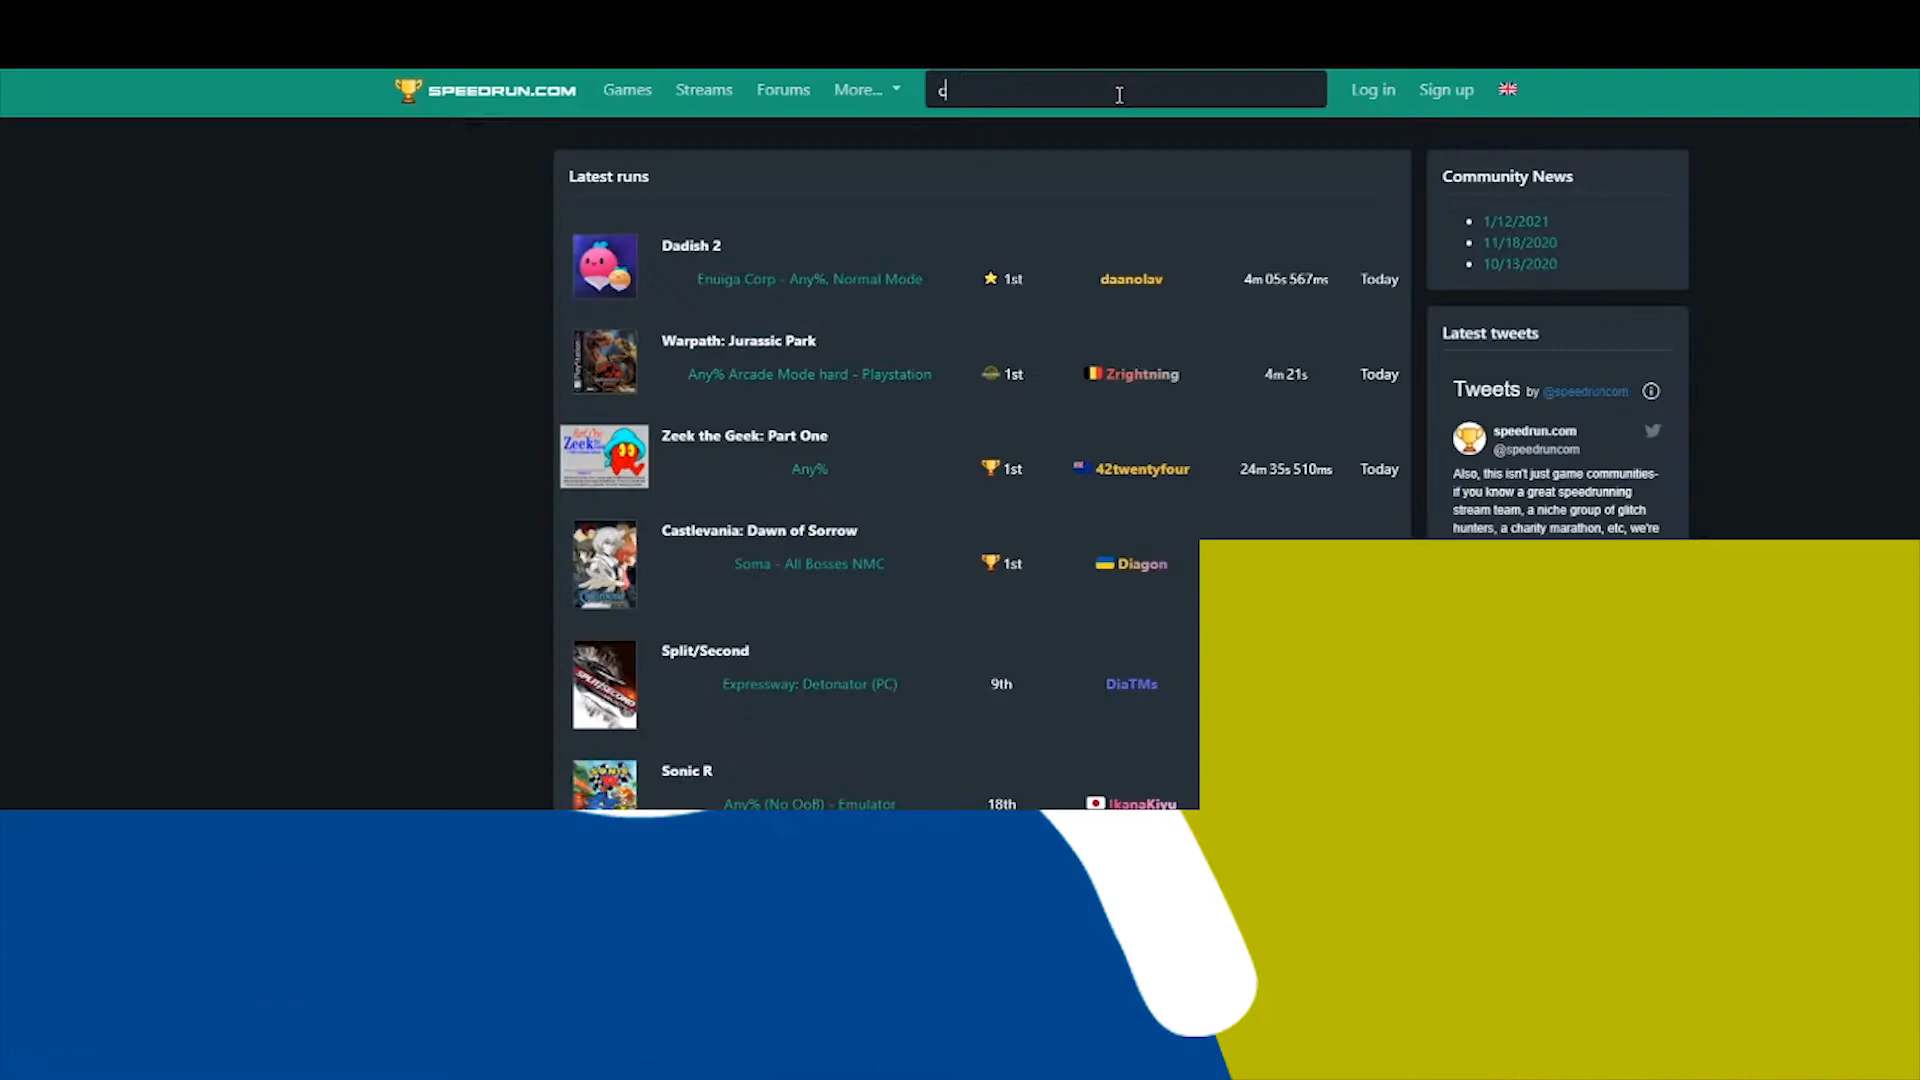 SPEEDRUN.COM Games Streams Forums More... c Log in Sign up
Latest runs
Dadish 2
Enuiga Corp - Any%, Normal Mode 1st daanolav 4m 05s 567ms Today
Warpath: Jurassic Park
Any% Arcade Mode hard - Playstation 1st Zrightning 4m 21s Today
Zeek the Geek: Part One
Any% 1st 42twentyfour 24m 35s 510ms Today
Castlevania: Dawn of Sorrow
Soma - All Bosses NMC 1st Diagon
Split/Second
Expressway: Detonator (PC) 9th DiaTMs
Sonic R
Any% (No OoB) - Emulator 18th IkanaKiyu
Community News
1/12/2021
11/18/2020
10/13/2020
Latest tweets
Tweets by @speedruncom
speedrun.com
@speedruncom
Also, this isn't just game communities-
if you know a great speedrunning
stream team, a niche group of glitch
hunters, a charity marathon, etc, we're